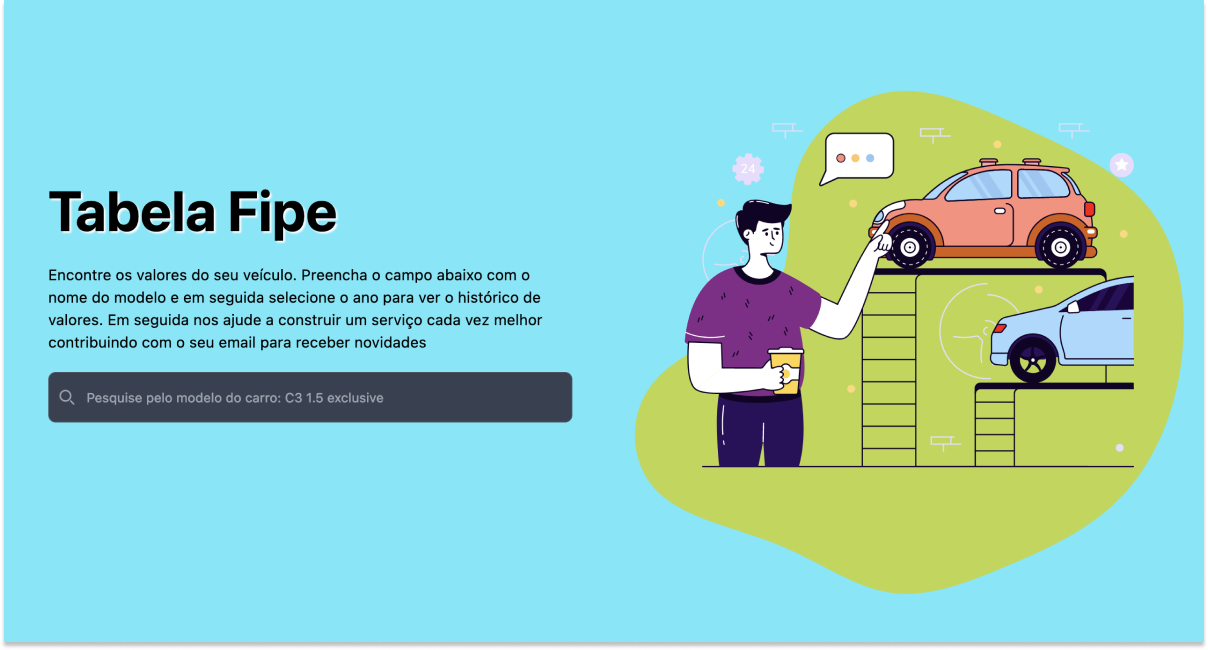 Tabela Fipe
Encontre os valores do seu veículo. Preencha o campo abaixo com o
nome do modelo e em seguida selecione o ano para ver o histórico de
valores. Em seguida nos ajude a construir um serviço cada vez melhor
contribuindo com o seu email para receber novidades
Pesquise pelo modelo do carro: C3 1.5 exclusive
24